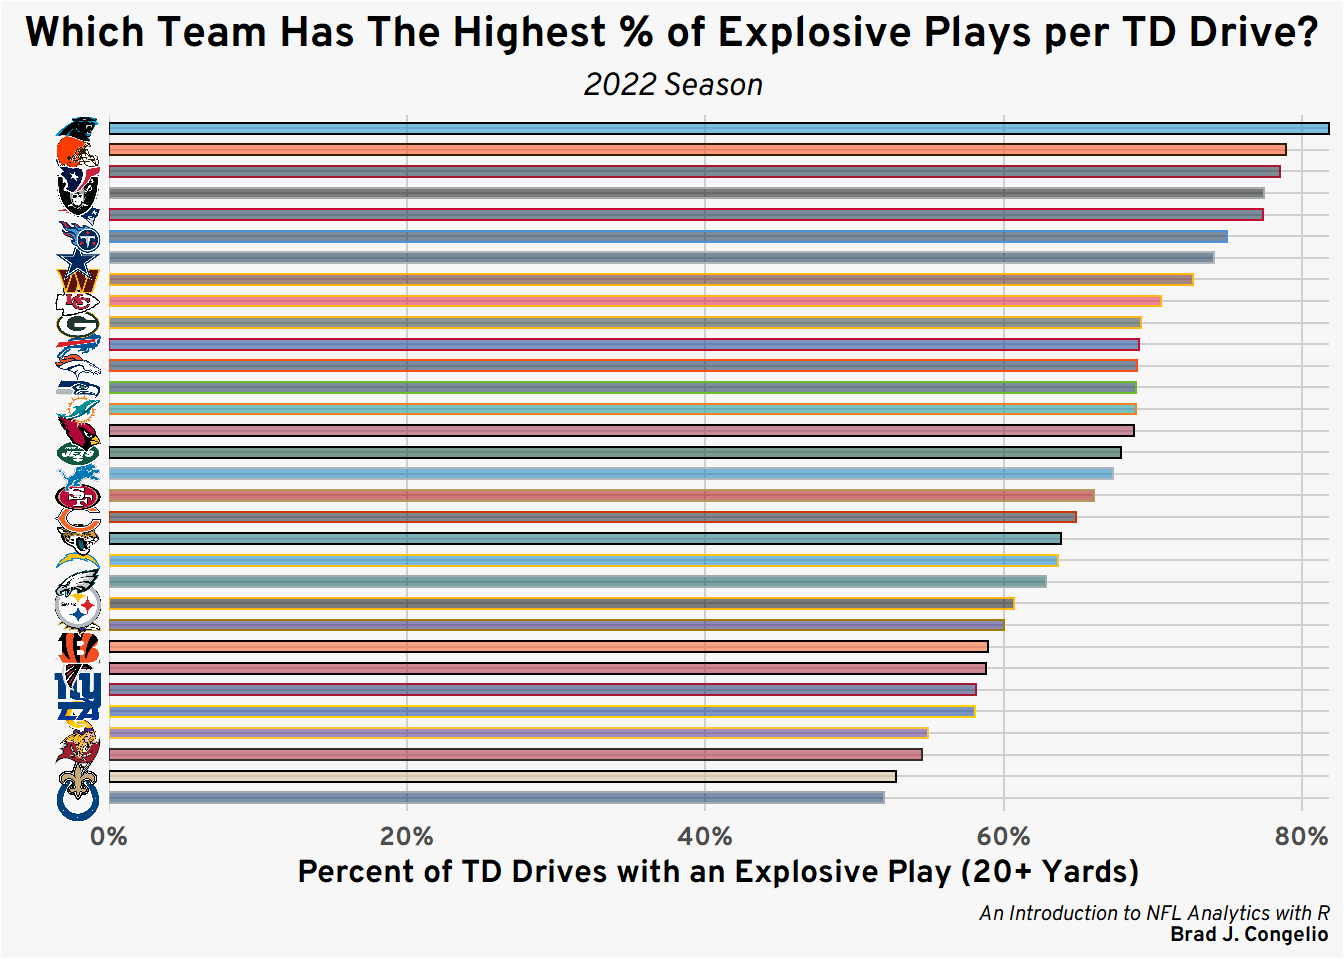 Which Team Has The Highest % of Explosive Plays per TD Drive?
2022 Season
0% 20% 40% 60% 80%
Percent of TD Drives with an Explosive Play (20+ Yards)
An Introduction to NFL Analytics with R
Brad J. Congelio